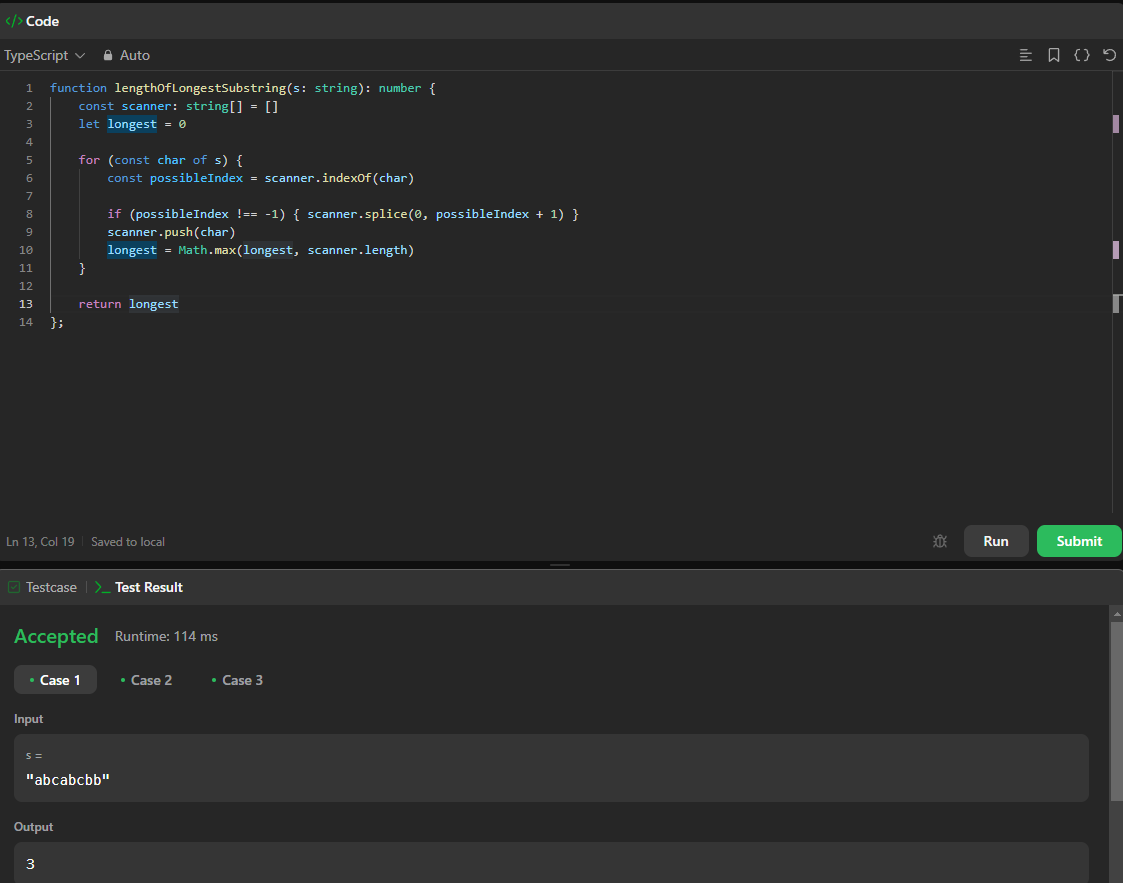 </> Code
TypeScript Auto
1 function lengthOfLongestSubstring(s: string): number {
2     const scanner: string[] = []
3     let longest = 0
4
5     for (const char of s) {
6         const possibleIndex = scanner.indexOf(char)
7
8         if (possibleIndex !== -1) { scanner.splice(0, possibleIndex + 1) }
9         scanner.push(char)
10         longest = Math.max(longest, scanner.length)
11     }
12
13     return longest
14 };
Ln 13, Col 19 Saved to local
Run Submit
Testcase Test Result
Accepted Runtime: 114 ms
Case 1 Case 2 Case 3
Input
s =
"abcabcbb"
Output
3